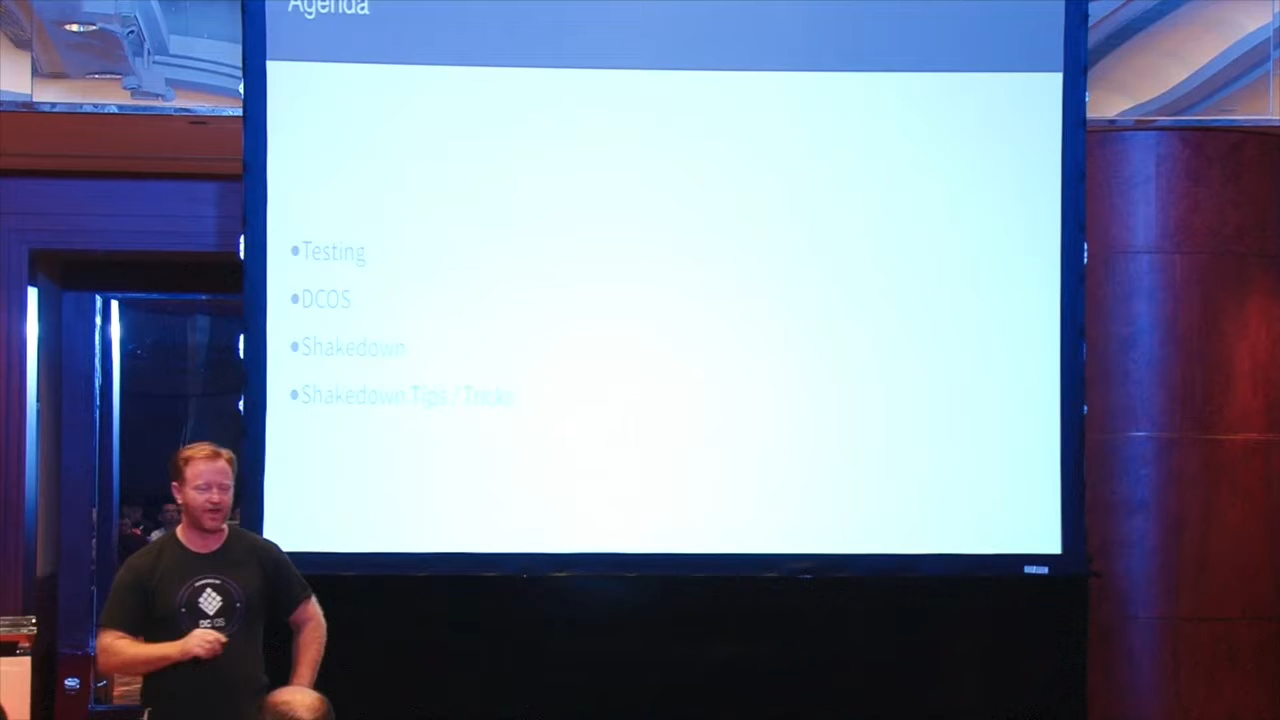 Agenda
•Testing
•DCOS
•Shakedown
•Shakedown Tips / Tricks
DC/OS